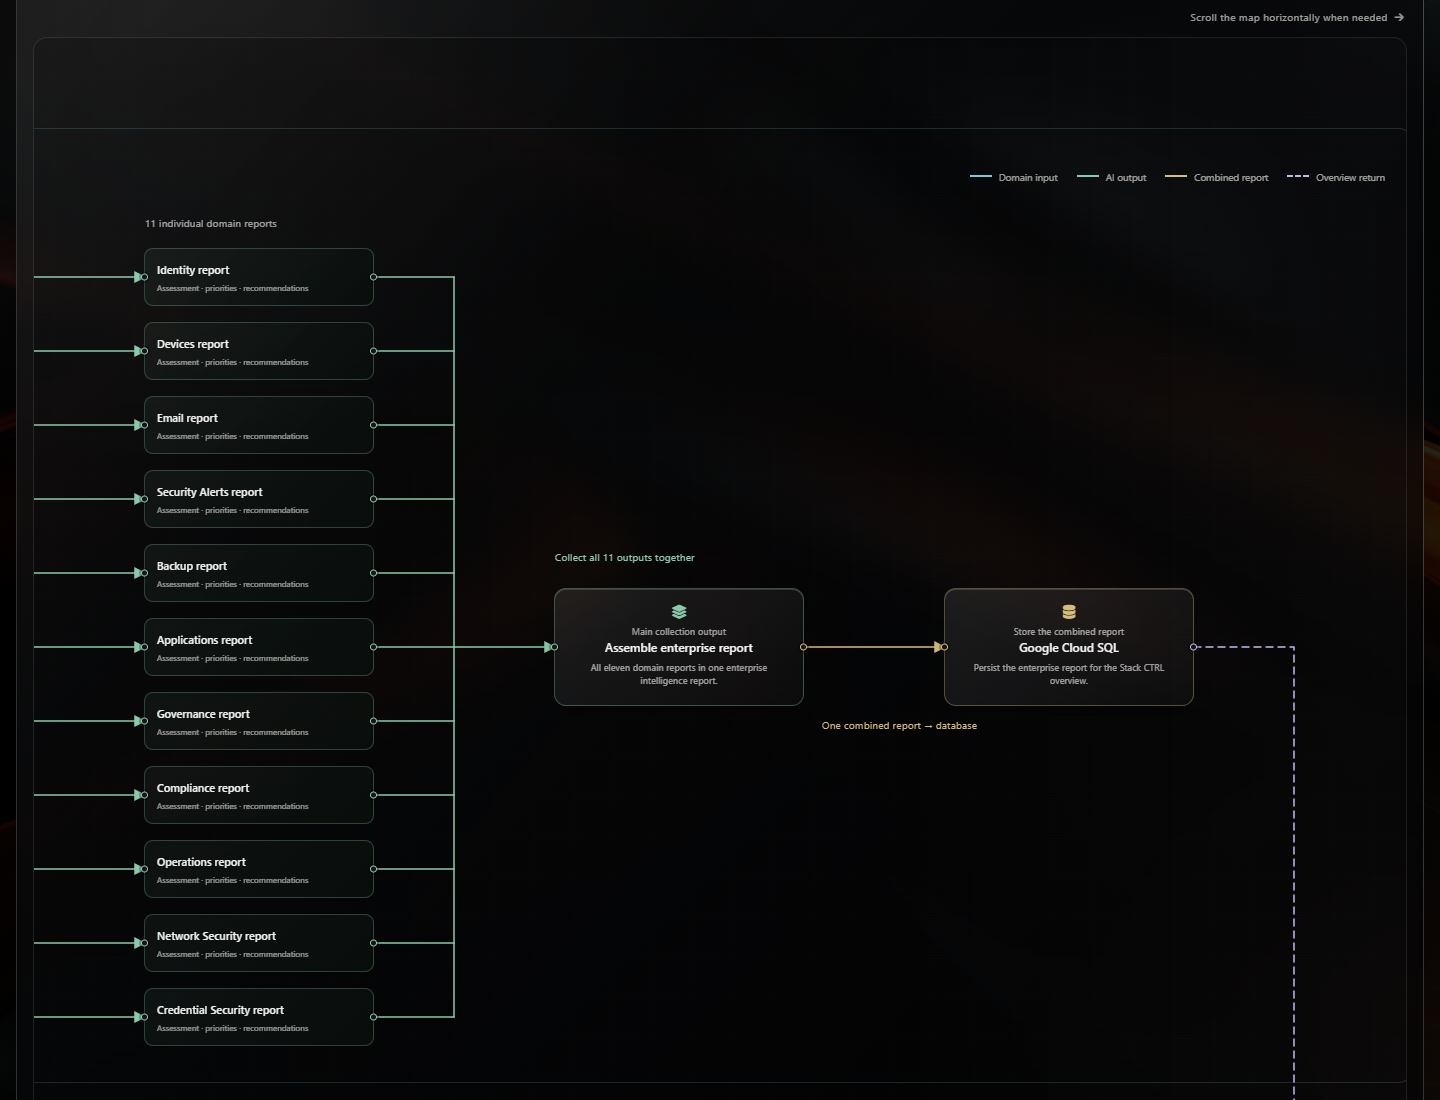 Scroll the map horizontally when needed →
Domain input
AI output
Combined report
Overview return
11 individual domain reports
Identity report
Assessment · priorities · recommendations
Devices report
Assessment · priorities · recommendations
Email report
Assessment · priorities · recommendations
Security Alerts report
Assessment · priorities · recommendations
Backup report
Assessment · priorities · recommendations
Applications report
Assessment · priorities · recommendations
Governance report
Assessment · priorities · recommendations
Compliance report
Assessment · priorities · recommendations
Operations report
Assessment · priorities · recommendations
Network Security report
Assessment · priorities · recommendations
Credential Security report
Assessment · priorities · recommendations
Collect all 11 outputs together
Main collection output
Assemble enterprise report
All eleven domain reports in one enterprise
intelligence report.
One combined report → database
Store the combined report
Google Cloud SQL
Persist the enterprise report for the Stack CTRL
overview.